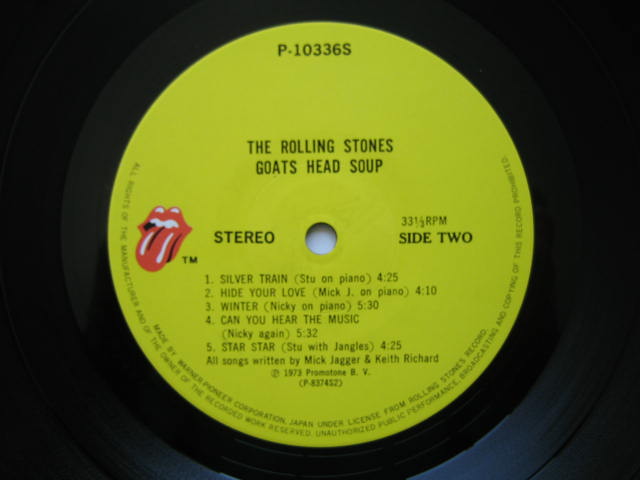 P-10336S
THE ROLLING STONES
GOATS HEAD SOUP
STEREO
33⅓RPM
SIDE TWO
TM
1. SILVER TRAIN (Stu on piano) 4:25
2. HIDE YOUR LOVE (Mick J. on piano) 4:10
3. WINTER (Nicky on piano) 5:30
4. CAN YOU HEAR THE MUSIC
(Nicky again) 5:32
5. STAR STAR (Stu with Jangles) 4:25
All songs written by Mick Jagger & Keith Richard
℗ 1973 Promotone B. V.
(P-8374S2)
MADE BY WARNER-PIONEER CORPORATION, JAPAN UNDER LICENSE FROM ROLLING STONES RECORD.
ALL RIGHTS OF THE MANUFACTURER AND OF THE OWNER OF THE RECORDED WORK RESERVED. UNAUTHORIZED PUBLIC PERFORMANCE, BROADCASTING AND COPYING OF THIS RECORD PROHIBITED.